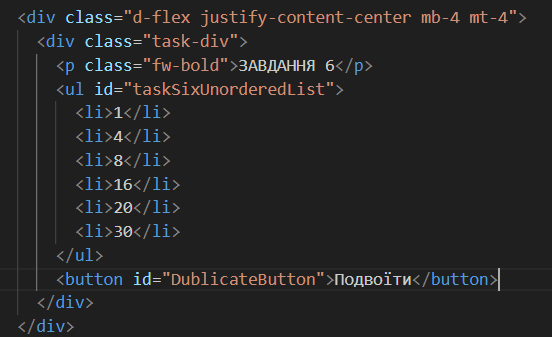 <div class="d-flex justify-content-center mb-4 mt-4">
<div class="task-div">
<p class="fw-bold">ЗАВДАННЯ 6</p>
<ul id="taskSixUnorderedList">
<li>1</li>
<li>4</li>
<li>8</li>
<li>16</li>
<li>20</li>
<li>30</li>
</ul>
<button id="DublicateButton">Подвоїти</button>
</div>
</div>